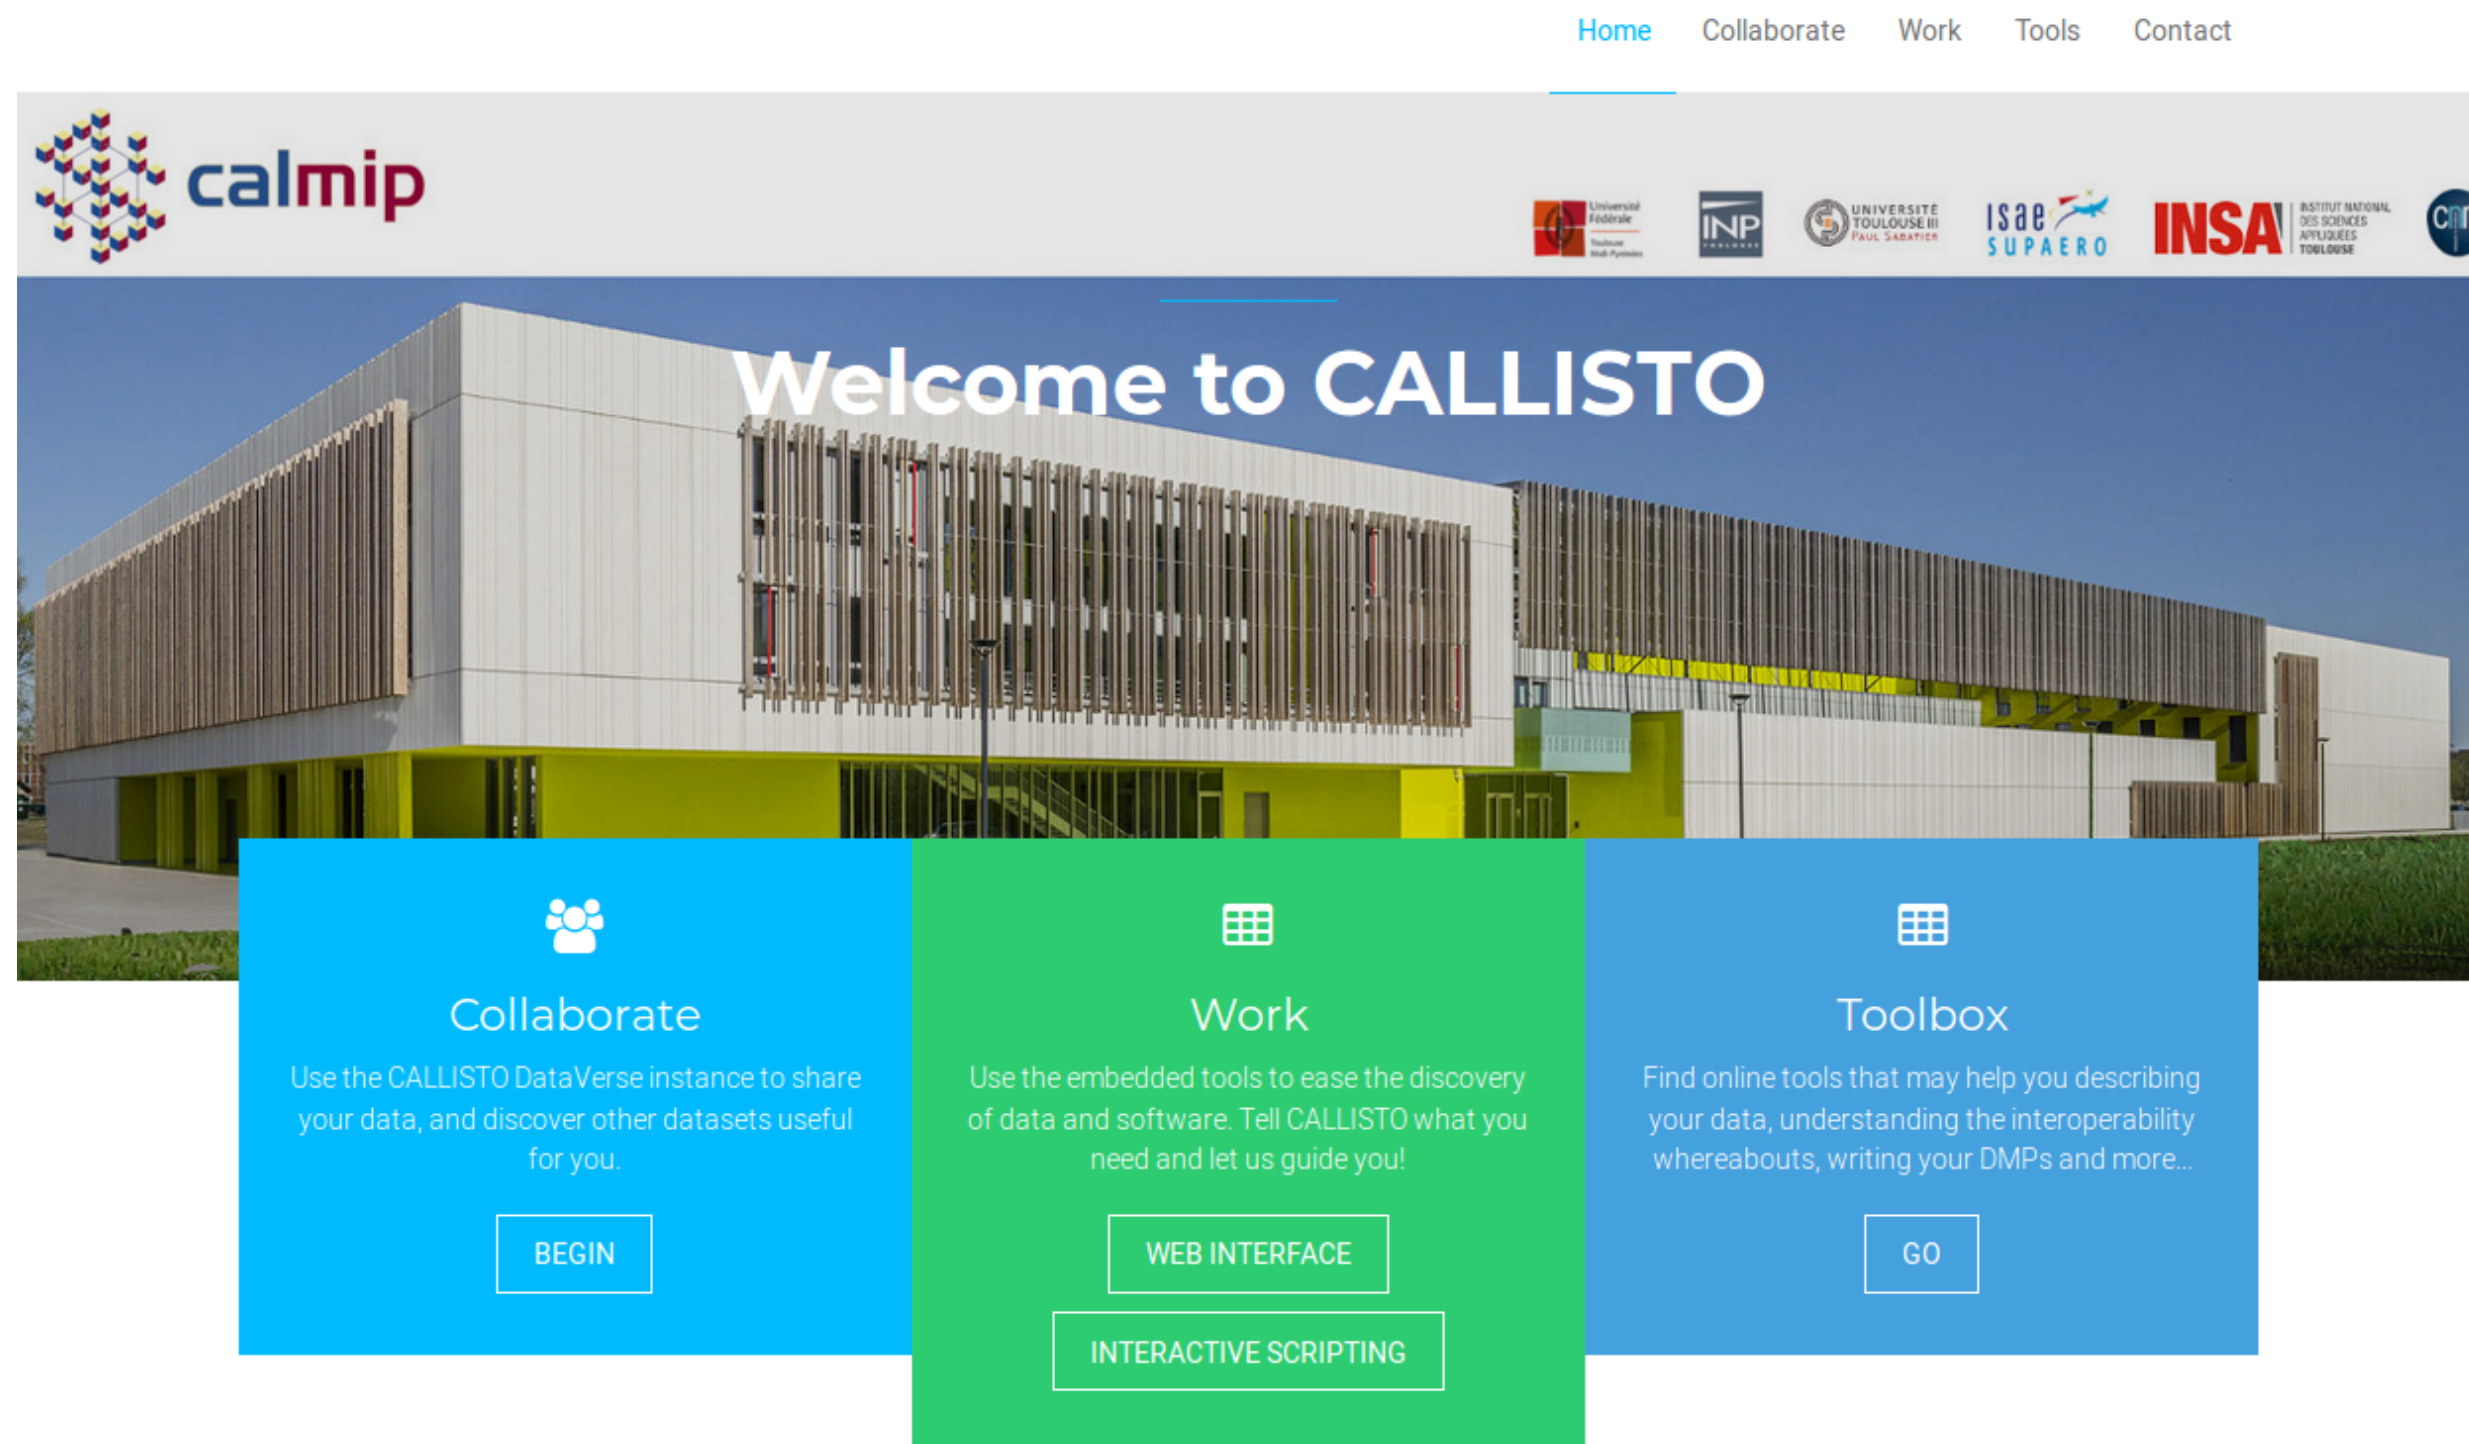 Home Collaborate Work Tools Contact
calmip
Université
Fédérale
Toulouse
Midi-Pyrénées
INP
TOULOUSE
UNIVERSITÉ
TOULOUSE III
PAUL SABATIER
isae
SUPAERO
INSA
INSTITUT NATIONAL
DES SCIENCES
APPLIQUÉES
TOULOUSE
Welcome to CALLISTO
Collaborate
Use the CALLISTO DataVerse instance to share
your data, and discover other datasets useful
for you.
BEGIN
Work
Use the embedded tools to ease the discovery
of data and software. Tell CALLISTO what you
need and let us guide you!
WEB INTERFACE
INTERACTIVE SCRIPTING
Toolbox
Find online tools that may help you describing
your data, understanding the interoperability
whereabouts, writing your DMPs and more...
GO